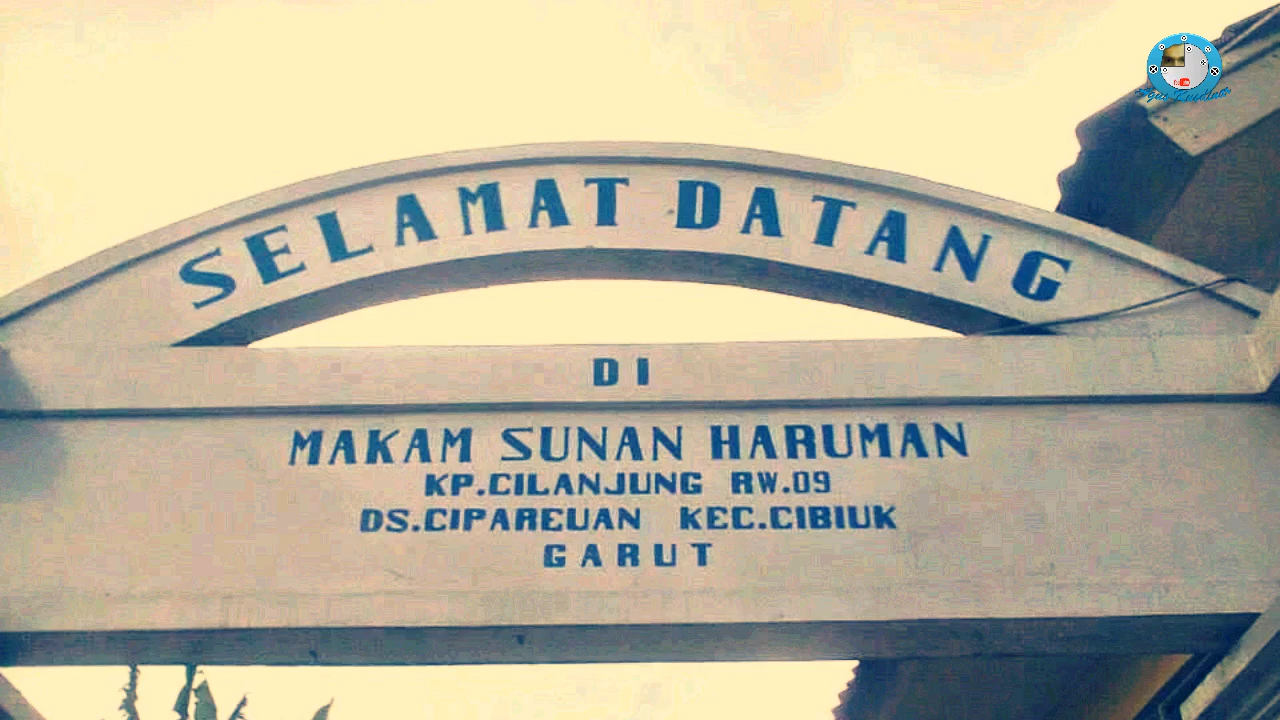 SELAMAT DATANG
DI
MAKAM SUNAN HARUMAN
KP.CILANJUNG RW.09
DS.CIPAREUAN KEC.CIBIUK
GARUT